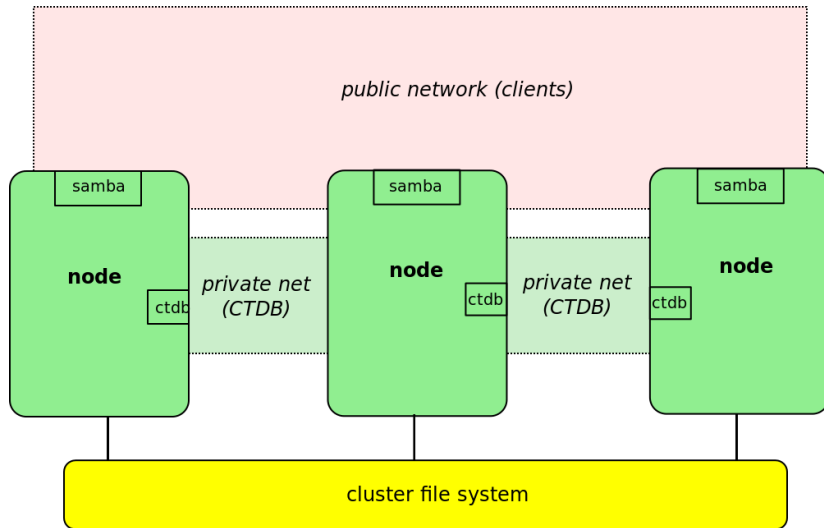 public network (clients)
samba
samba
samba
node
node
node
private net
(CTDB)
private net
(CTDB)
ctdb
ctdb
ctdb
cluster file system